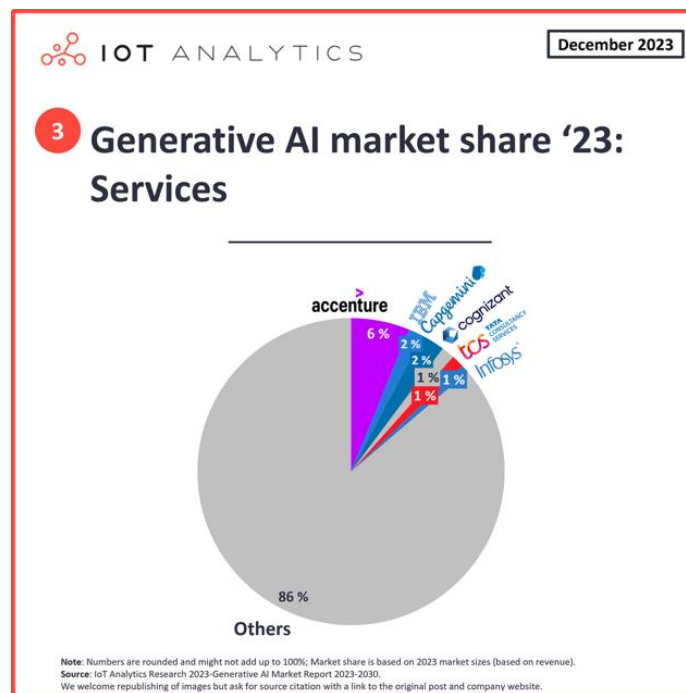 IOT ANALYTICS
December 2023
3
Generative AI market share ‘23:
Services
accenture
IBM
Capgemini
cognizant
tcs TATA
CONSULTANCY
SERVICES
Infosys
6 %
2 %
2 %
1 %
1 %
1 %
86 %
Others
Note: Numbers are rounded and might not add up to 100%; Market share is based on 2023 market sizes (based on revenue).
Source: IoT Analytics Research 2023-Generative AI Market Report 2023-2030.
We welcome republishing of images but ask for source citation with a link to the original post and company website.